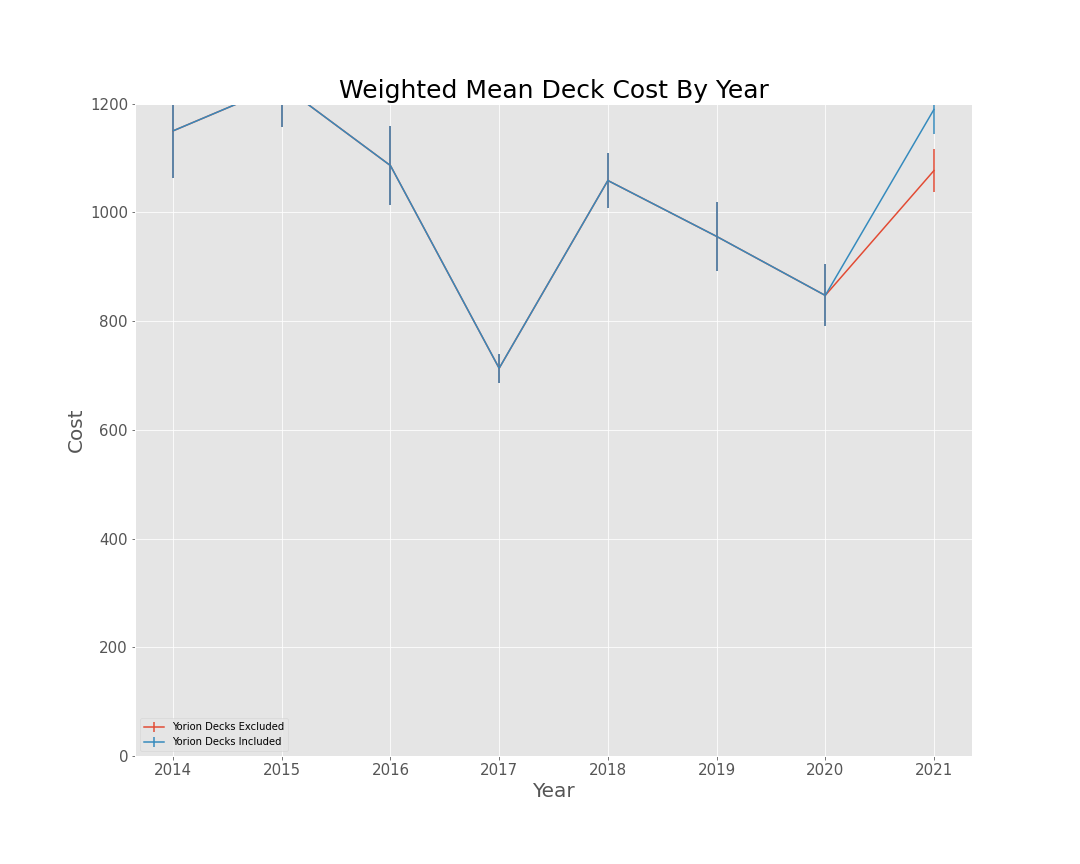 Weighted Mean Deck Cost By Year
1200
1000
800
600
400
200
0
Cost
Yorion Decks Excluded
Yorion Decks Included
2014 2015 2016 2017 2018 2019 2020 2021
Year